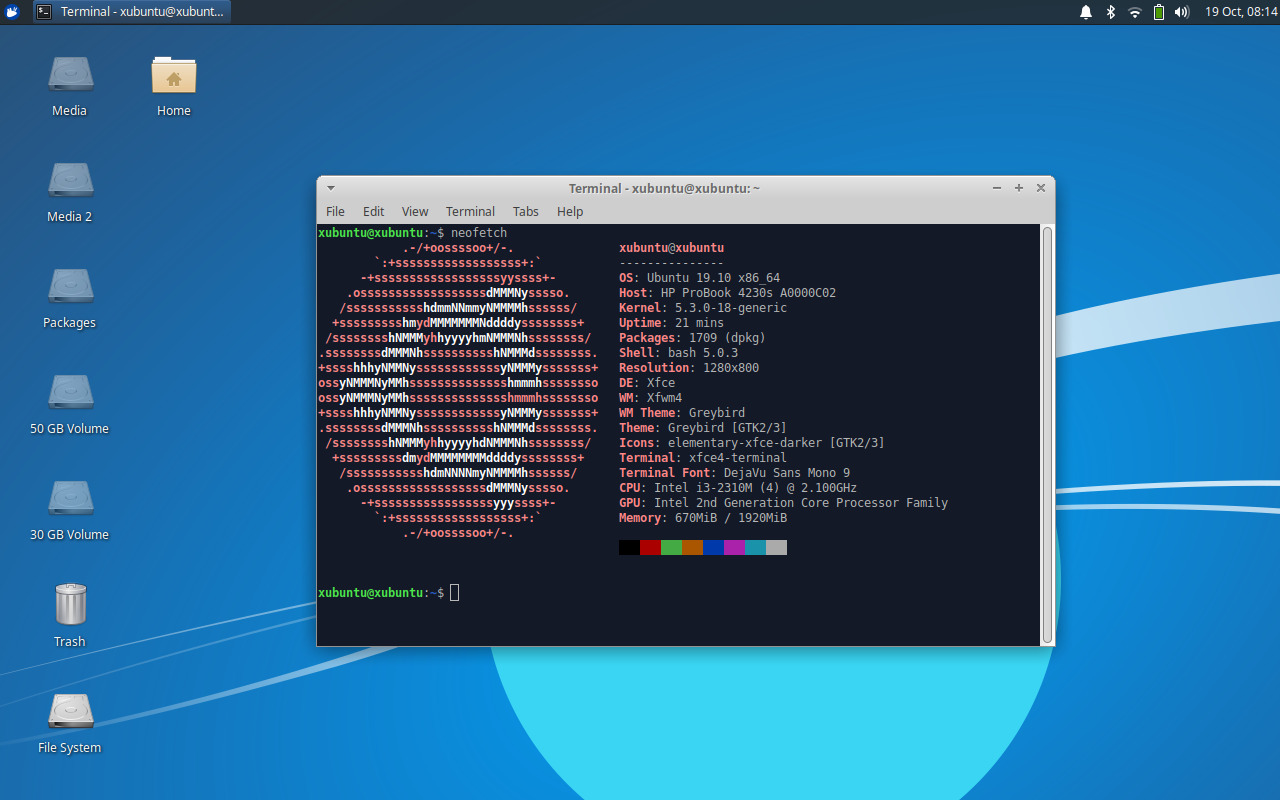 Terminal - xubuntu@xubunt...
19 Oct, 08:14
Media
Home
Media 2
Packages
50 GB Volume
30 GB Volume
Trash
File System
Terminal - xubuntu@xubuntu: ~
File Edit View Terminal Tabs Help
xubuntu@xubuntu:~$ neofetch
            .-/+oossssoo+/-.               xubuntu@xubuntu
        `:+ssssssssssssssssss+:`           ---------------
      -+ssssssssssssssssssyyssss+-         OS: Ubuntu 19.10 x86_64
    .ossssssssssssssssssdMMMNysssso.       Host: HP ProBook 4230s A0000C02
   /ssssssssssshdmmNNmmyNMMMMhssssss/      Kernel: 5.3.0-18-generic
  +ssssssssshmydMMMMMMMNddddyssssssss+     Uptime: 21 mins
 /sssssssshNMMMyhhyyyyhmNMMMNhssssssss/    Packages: 1709 (dpkg)
.ssssssssdMMMNhsssssssssshNMMMdssssssss.   Shell: bash 5.0.3
+sssshhhyNMMNyssssssssssssyNMMMysssssss+   Resolution: 1280x800
ossyNMMMNyMMhsssssssssssssshmmmhssssssso   DE: Xfce
ossyNMMMNyMMhsssssssssssssshmmmhssssssso   WM: Xfwm4
+sssshhhyNMMNyssssssssssssyNMMMysssssss+   WM Theme: Greybird
.ssssssssdMMMNhsssssssssshNMMMdssssssss.   Theme: Greybird [GTK2/3]
 /sssssssshNMMMyhhyyyyhdNMMMNhssssssss/    Icons: elementary-xfce-darker [GTK2/3]
  +sssssssssdmydMMMMMMMMddddyssssssss+     Terminal: xfce4-terminal
   /ssssssssssshdmNNNNmyNMMMMhssssss/      Terminal Font: DejaVu Sans Mono 9
    .ossssssssssssssssssdMMMNysssso.       CPU: Intel i3-2310M (4) @ 2.100GHz
      -+sssssssssssssssssyyyssss+-         GPU: Intel 2nd Generation Core Processor Family
        `:+ssssssssssssssssss+:`           Memory: 670MiB / 1920MiB
            .-/+oossssoo+/-.
xubuntu@xubuntu:~$